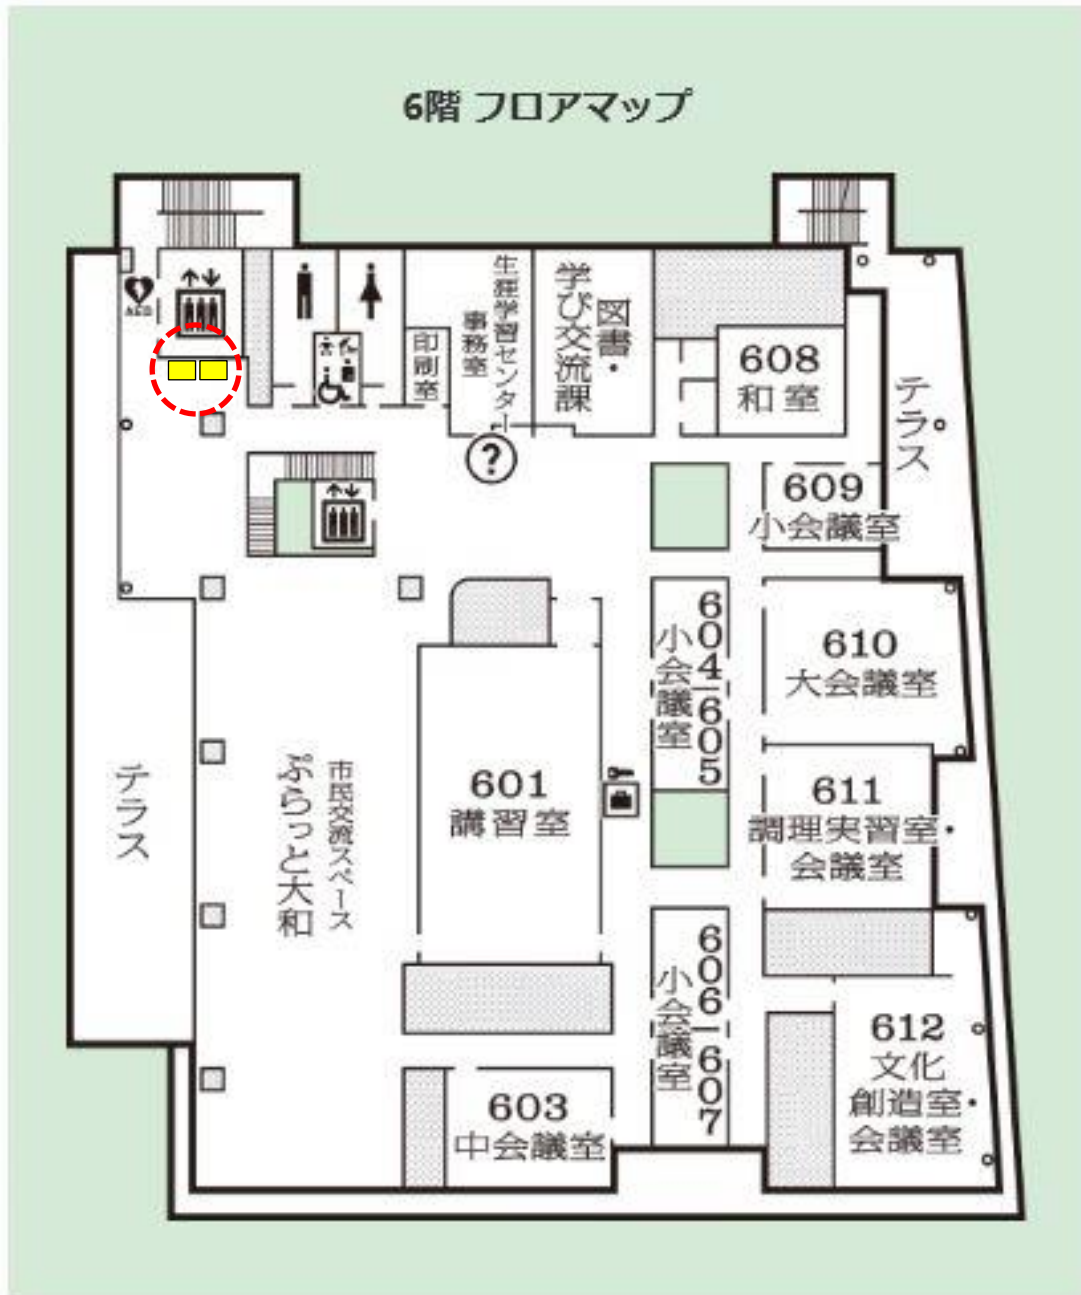 6階 フロアマップ
AED
印刷室
生涯学習センター
事務室
図書・
学び交流課
608
和室
テラス
?
609
小会議室
604
605
小会議室
610
大会議室
テラス
市民交流スペース
ぷらっと大和
601
講習室
611
調理実習室・
会議室
606
607
小会議室
612
文化
創造室・
会議室
603
中会議室